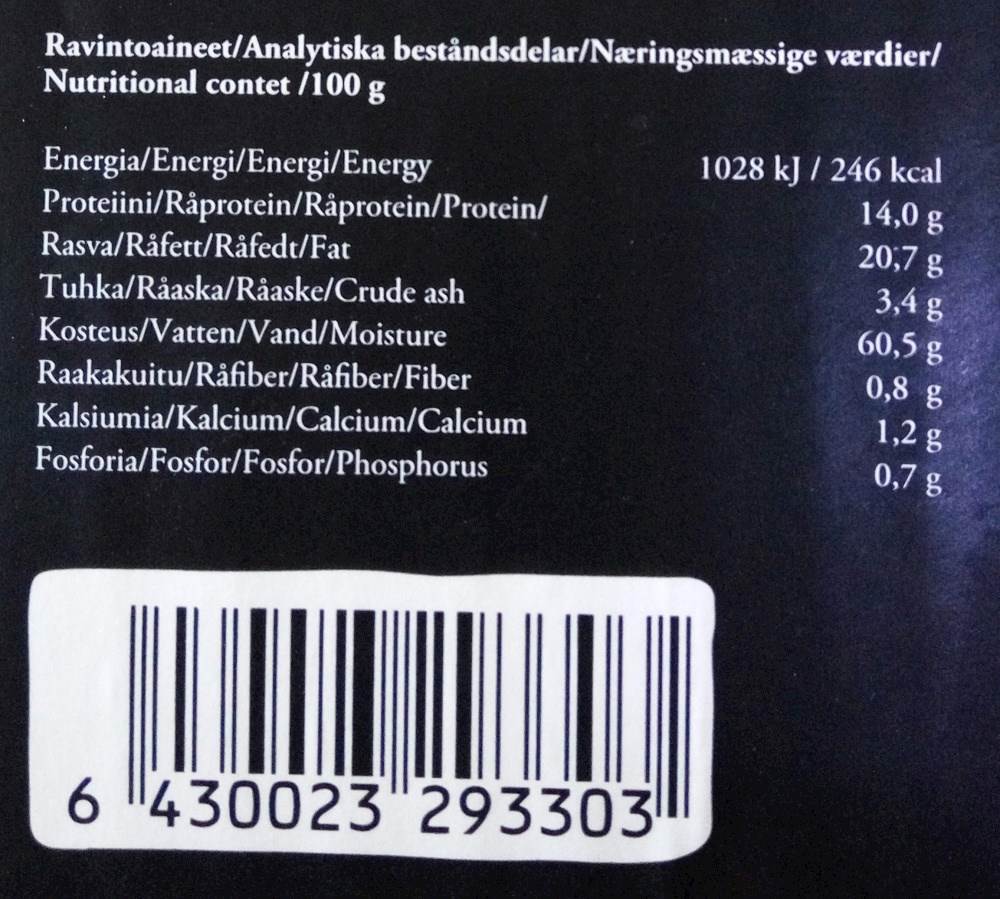 Ravintoaineet/Analytiska beståndsdelar/Næringsmæssige værdier/
Nutritional contet /100 g
Energia/Energi/Energi/Energy 1028 kJ / 246 kcal
Proteiini/Råprotein/Råprotein/Protein/ 14,0 g
Rasva/Råfett/Råfedt/Fat 20,7 g
Tuhka/Råaska/Råaske/Crude ash 3,4 g
Kosteus/Vatten/Vand/Moisture 60,5 g
Raakakuitu/Råfiber/Råfiber/Fiber 0,8 g
Kalsiumia/Kalcium/Calcium/Calcium 1,2 g
Fosforia/Fosfor/Fosfor/Phosphorus 0,7 g
6 430023 293303